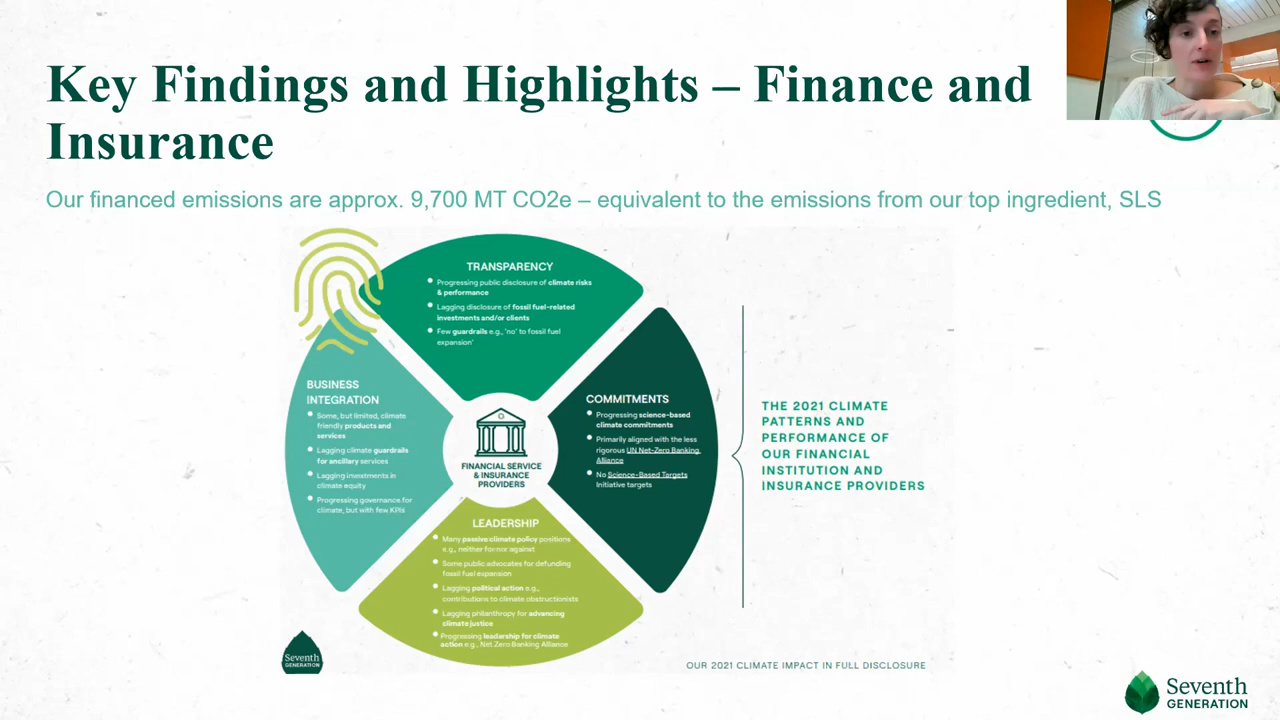 Key Findings and Highlights – Finance and
Insurance
Our financed emissions are approx. 9,700 MT CO2e – equivalent to the emissions from our top ingredient, SLS
TRANSPARENCY
Progressing public disclosure of climate risks
& performance
Lagging disclosure of fossil fuel-related
investments and/or clients
Few guardrails e.g., 'no' to fossil fuel
expansion'
BUSINESS
INTEGRATION
Some, but limited, climate
friendly products and
services
Lagging climate guardrails
for ancillary services
Lagging investments in
climate equity
Progressing governance for
climate, but with few KPIs
FINANCIAL SERVICE
& INSURANCE
PROVIDERS
COMMITMENTS
Progressing science-based
climate commitments
Primarily aligned with the less
rigorous UN Net-Zero Banking
Alliance
No Science-Based Targets
Initiative targets
LEADERSHIP
Many passive climate policy positions
e.g., neither for nor against
Some public advocates for defunding
fossil fuel expansion
Lagging political action e.g.,
contributions to climate obstructionists
Lagging philanthropy for advancing
climate justice
Progressing leadership for climate
action e.g., Net Zero Banking Alliance
THE 2021 CLIMATE
PATTERNS AND
PERFORMANCE OF
OUR FINANCIAL
INSTITUTION AND
INSURANCE PROVIDERS
Seventh
GENERATION
OUR 2021 CLIMATE IMPACT IN FULL DISCLOSURE
Seventh
GENERATION